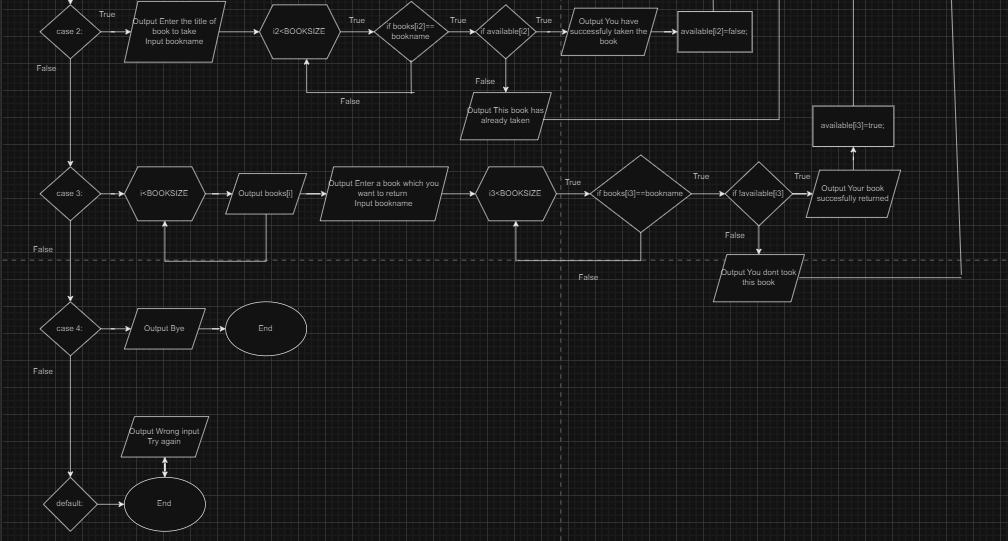 case 2:
True
Output Enter the title of
book to take
Input bookname
i2<BOOKSIZE
True
if books[i2]==
bookname
True
if available[i2]
True
Output You have
successfuly taken the
book
available[i2]=false;
False
False
False
Output This book has
already taken
available[i3]=true;
case 3:
i<BOOKSIZE
Output books[i]
Output Enter a book which you
want to return
Input bookname
i3<BOOKSIZE
True
if books[i3]==bookname
True
if !available[i3]
True
Output Your book
succesfully returned
False
False
False
Output You dont took
this book
case 4:
Output Bye
End
False
Output Wrong input
Try again
default:
End